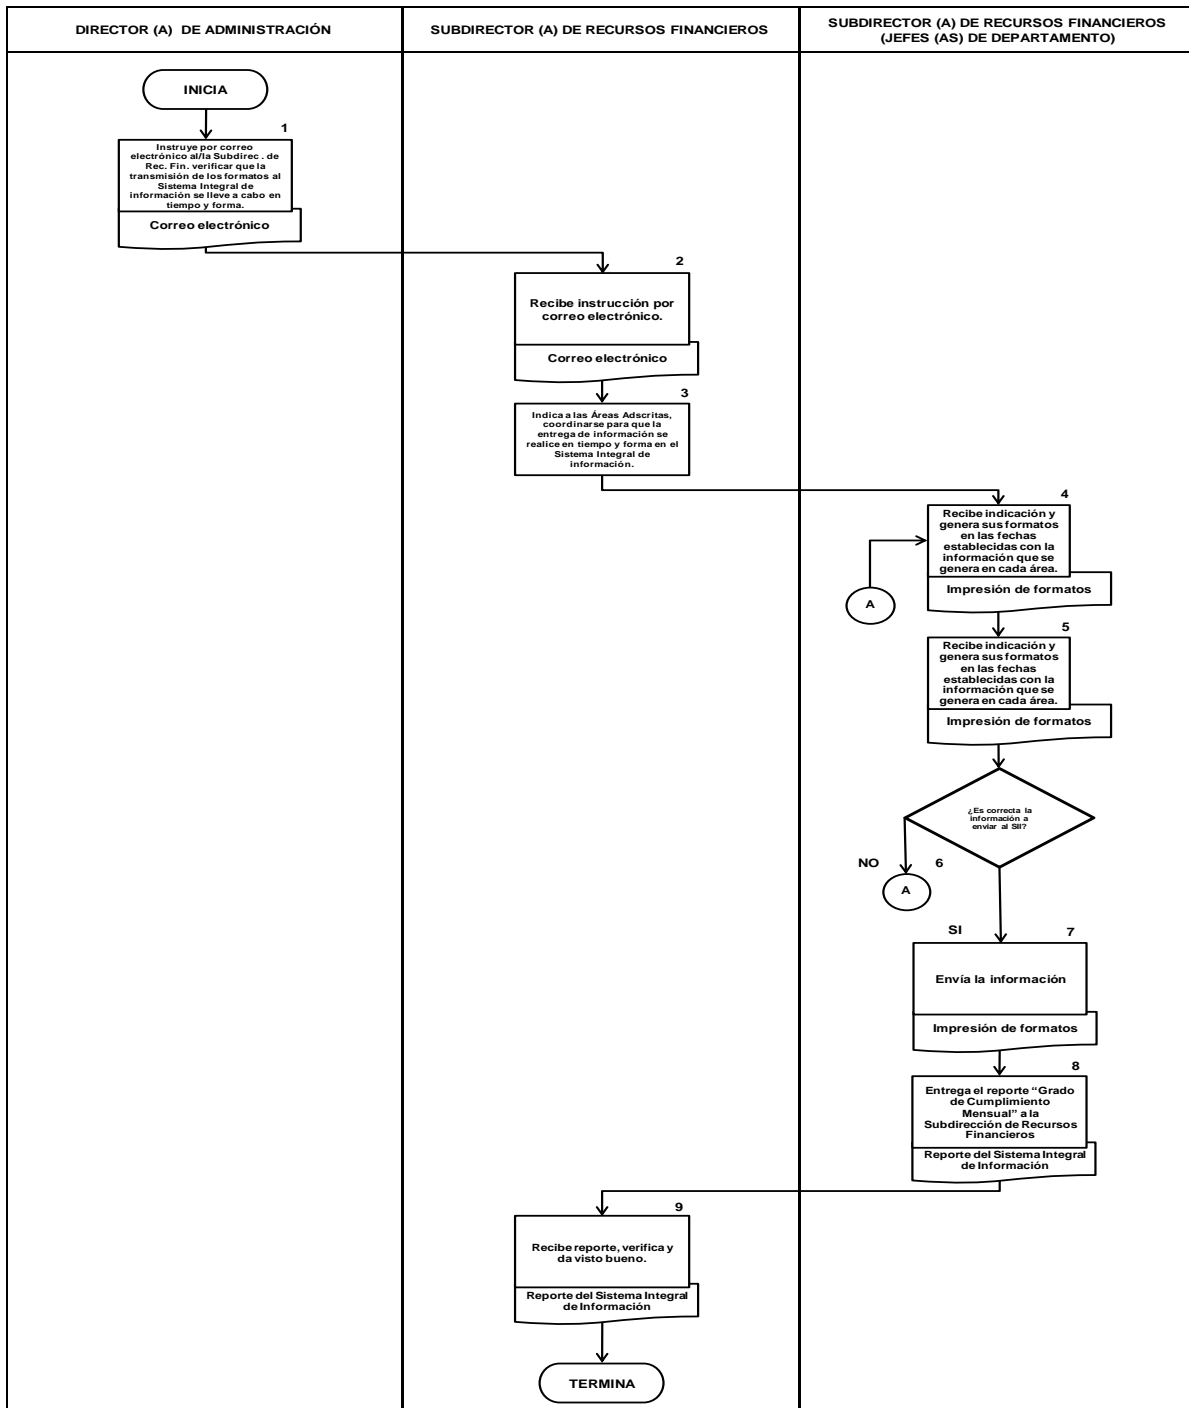 DIRECTOR (A) DE ADMINISTRACIÓN
SUBDIRECTOR (A) DE RECURSOS FINANCIEROS
SUBDIRECTOR (A) DE RECURSOS FINANCIEROS
(JEFES (AS) DE DEPARTAMENTO)
INICIA
1
Instruye por correo
electrónico al/la Subdirec . de
Rec. Fin. verificar que la
transmisión de los formatos al
Sistema Integral de
información se lleve a cabo en
tiempo y forma.
Correo electrónico
2
Recibe instrucción por
correo electrónico.
Correo electrónico
3
Indica a las Áreas Adscritas,
coordinarse para que la
entrega de información se
realice en tiempo y forma en el
Sistema Integral de
información.
4
Recibe indicación y
genera sus formatos
en las fechas
establecidas con la
información que se
genera en cada área.
Impresión de formatos
A
5
Recibe indicación y
genera sus formatos
en las fechas
establecidas con la
información que se
genera en cada área.
Impresión de formatos
¿Es correcta la
información a
enviar al SII?
NO
6
A
SI
7
Envía la información
Impresión de formatos
8
Entrega el reporte “Grado
de Cumplimiento
Mensual” a la
Subdirección de Recursos
Financieros
Reporte del Sistema Integral
de Información
9
Recibe reporte, verifica y
da visto bueno.
Reporte del Sistema Integral
de Información
TERMINA